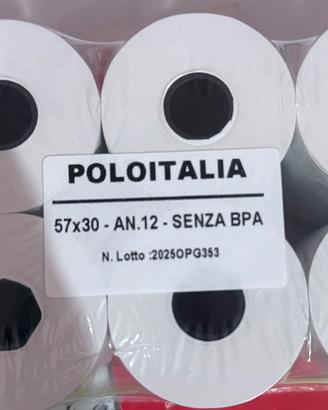 POLOITALIA
57x30 - AN.12 - SENZA BPA
N. Lotto :2025OPG353